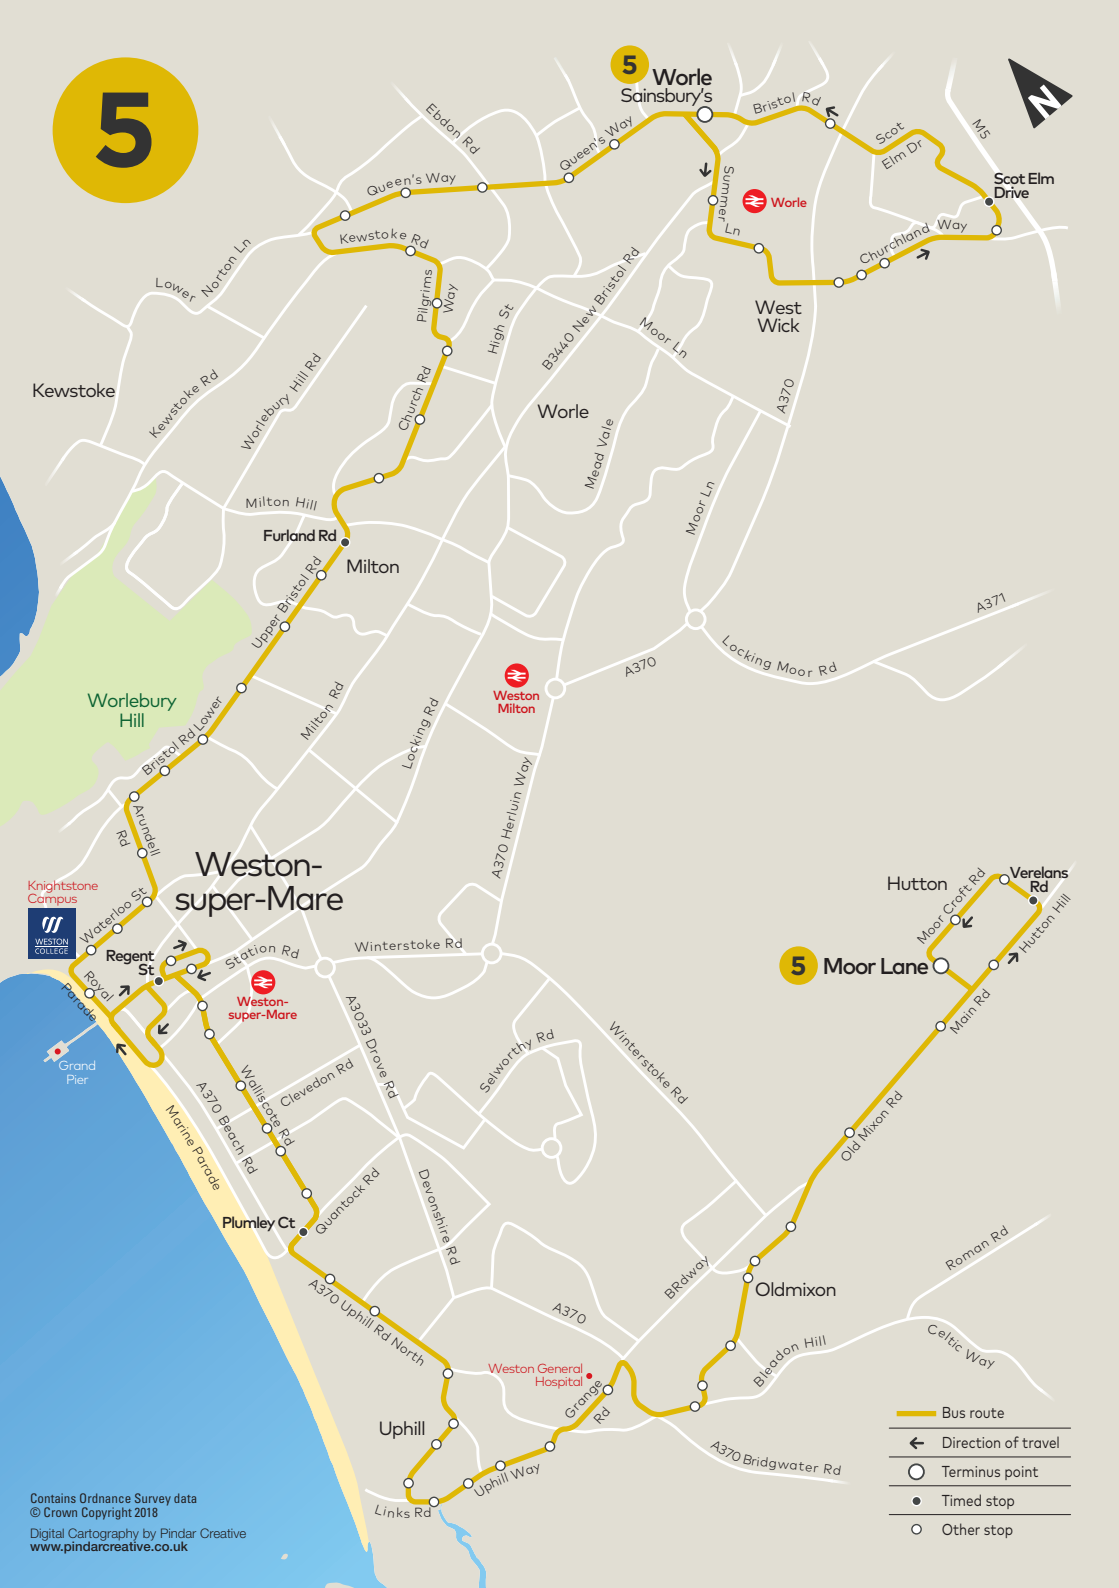 5
5
Worle
Sainsbury's
Bristol Rd
Scot
Elm Dr
M5
N
Scot Elm
Drive
Ebdon Rd
Queen's Way
Queen's Way
Summer
Ln
Worle
Churchland Way
Kewstoke Rd
Norton Ln
Lower
Pilgrims
Way
High St
B3440 New Bristol Rd
Moor Ln
West
Wick
Kewstoke
Kewstoke Rd
Worlebury Hill Rd
Church Rd
Worle
A370
Mead Vale
Moor Ln
Milton Hill
Furland Rd
Milton
Upper Bristol Rd
A371
Locking Moor Rd
A370
Weston
Milton
Worlebury
Hill
Milton Rd
Locking Rd
Bristol Rd Lower
A370 Herluin Way
Arundell
Rd
Weston-
super-Mare
Knightstone
Campus
WESTON
COLLEGE
Waterloo St
Regent
St
Station Rd
Winterstoke Rd
Royal
Parade
Weston-
super-Mare
Grand
Pier
Hutton
Verelans
Rd
Moor Croft Rd
Hutton Hill
5
Moor Lane
Main Rd
A3033 Drove Rd
Selworthy Rd
Winterstoke Rd
Clevedon Rd
Walliscote Rd
A370 Beach Rd
Marine Parade
Old Mixon Rd
Quantock Rd
Devonshire Rd
Plumley Ct
A370 Uphill Rd North
BRdway
A370
Oldmixon
Roman Rd
Celtic Way
Bleadon Hill
Weston General
Hospital
Grange
Rd
Uphill
Uphill Way
A370 Bridgwater Rd
Links Rd
Bus route
Direction of travel
Terminus point
Timed stop
Other stop
Contains Ordnance Survey data
© Crown Copyright 2018
Digital Cartography by Pindar Creative
www.pindarcreative.co.uk